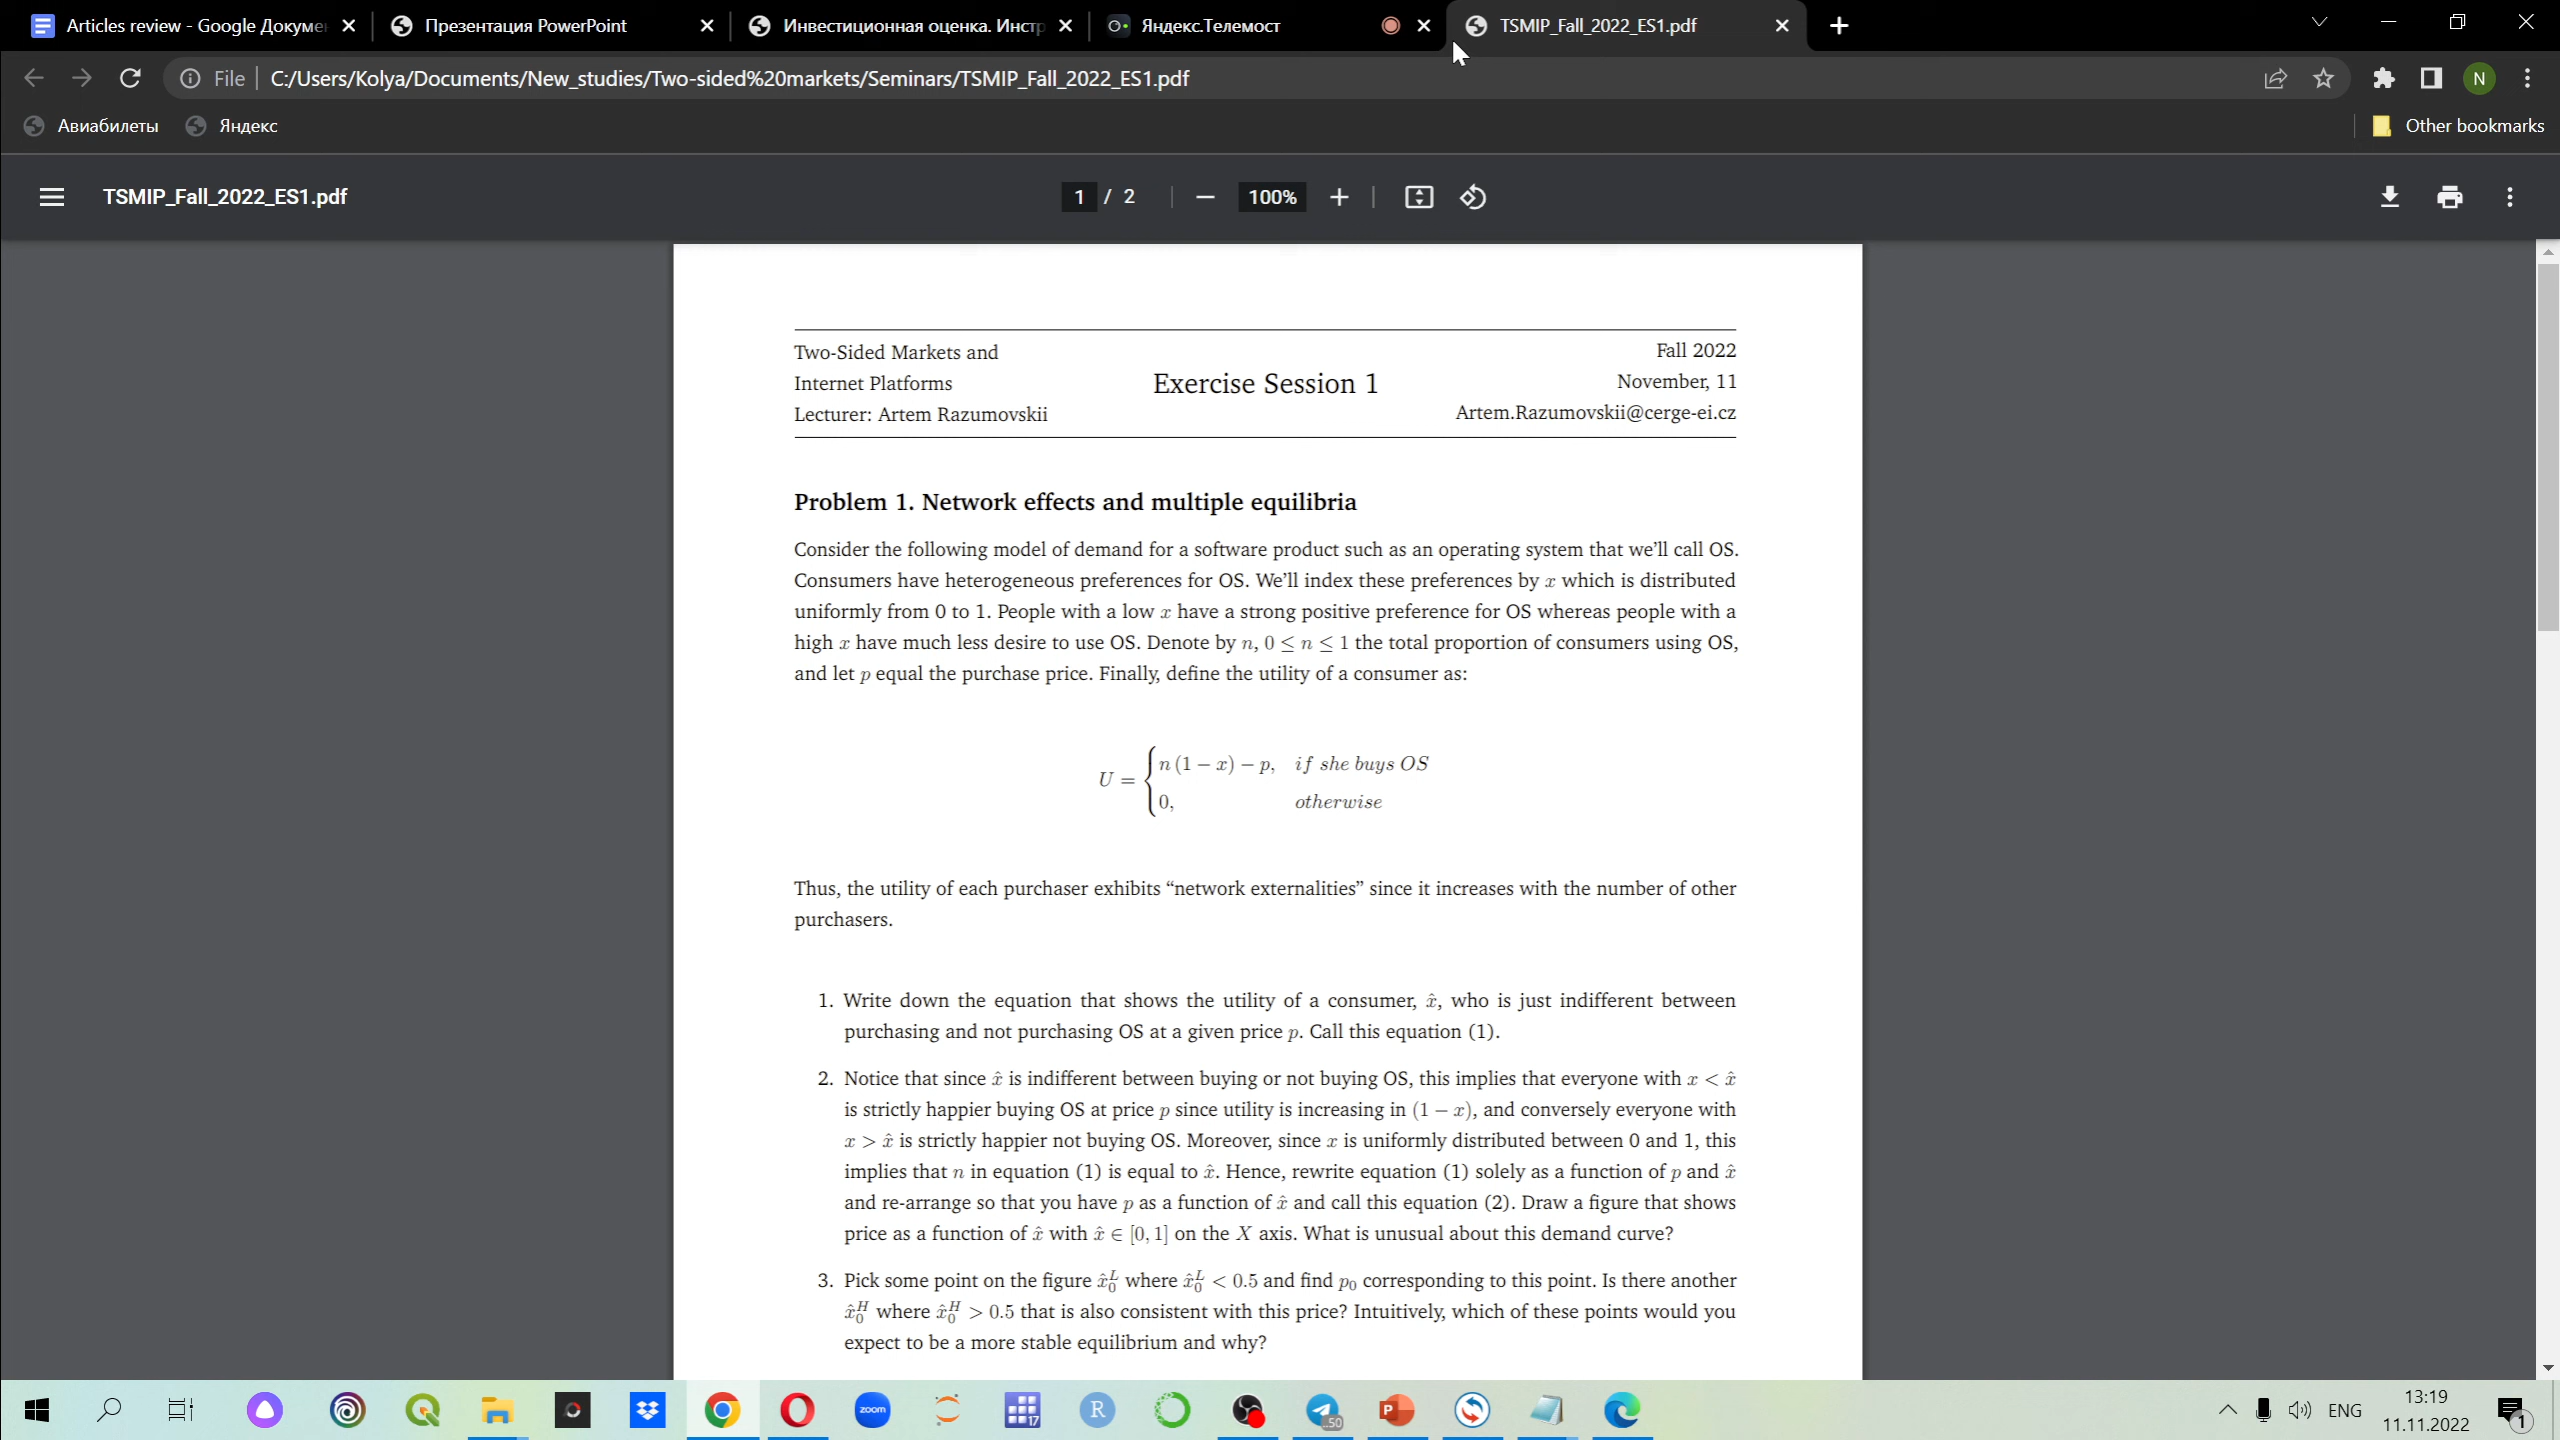 Articles review - Google Докумен
Презентация PowerPoint
Инвестиционная оценка. Инстр
Яндекс.Телемост
TSMIP_Fall_2022_ES1.pdf
File
C:/Users/Kolya/Documents/New_studies/Two-sided%20markets/Seminars/TSMIP_Fall_2022_ES1.pdf
N
Авиабилеты
Яндекс
Other bookmarks
TSMIP_Fall_2022_ES1.pdf
1 / 2
100%
Two-Sided Markets and
Internet Platforms
Lecturer: Artem Razumovskii
Exercise Session 1
Fall 2022
November, 11
Artem.Razumovskii@cerge-ei.cz
Problem 1. Network effects and multiple equilibria
Consider the following model of demand for a software product such as an operating system that we'll call OS.
Consumers have heterogeneous preferences for OS. We'll index these preferences by x which is distributed
uniformly from 0 to 1. People with a low x have a strong positive preference for OS whereas people with a
high x have much less desire to use OS. Denote by n, 0 ≤ n ≤ 1 the total proportion of consumers using OS,
and let p equal the purchase price. Finally, define the utility of a consumer as:
U = { n (1 − x) − p, if she buys OS
0, otherwise
Thus, the utility of each purchaser exhibits “network externalities” since it increases with the number of other
purchasers.
1. Write down the equation that shows the utility of a consumer, x̂, who is just indifferent between
purchasing and not purchasing OS at a given price p. Call this equation (1).
2. Notice that since x̂ is indifferent between buying or not buying OS, this implies that everyone with x < x̂
is strictly happier buying OS at price p since utility is increasing in (1 − x), and conversely everyone with
x > x̂ is strictly happier not buying OS. Moreover, since x is uniformly distributed between 0 and 1, this
implies that n in equation (1) is equal to x̂. Hence, rewrite equation (1) solely as a function of p and x̂
and re-arrange so that you have p as a function of x̂ and call this equation (2). Draw a figure that shows
price as a function of x̂ with x̂ ∈ [0, 1] on the X axis. What is unusual about this demand curve?
3. Pick some point on the figure x̂₀ᴸ where x̂₀ᴸ < 0.5 and find p₀ corresponding to this point. Is there another
x̂₀ᴴ where x̂₀ᴴ > 0.5 that is also consistent with this price? Intuitively, which of these points would you
expect to be a more stable equilibrium and why?
zoom
17
R
..50
P
ENG
13:19
11.11.2022
1